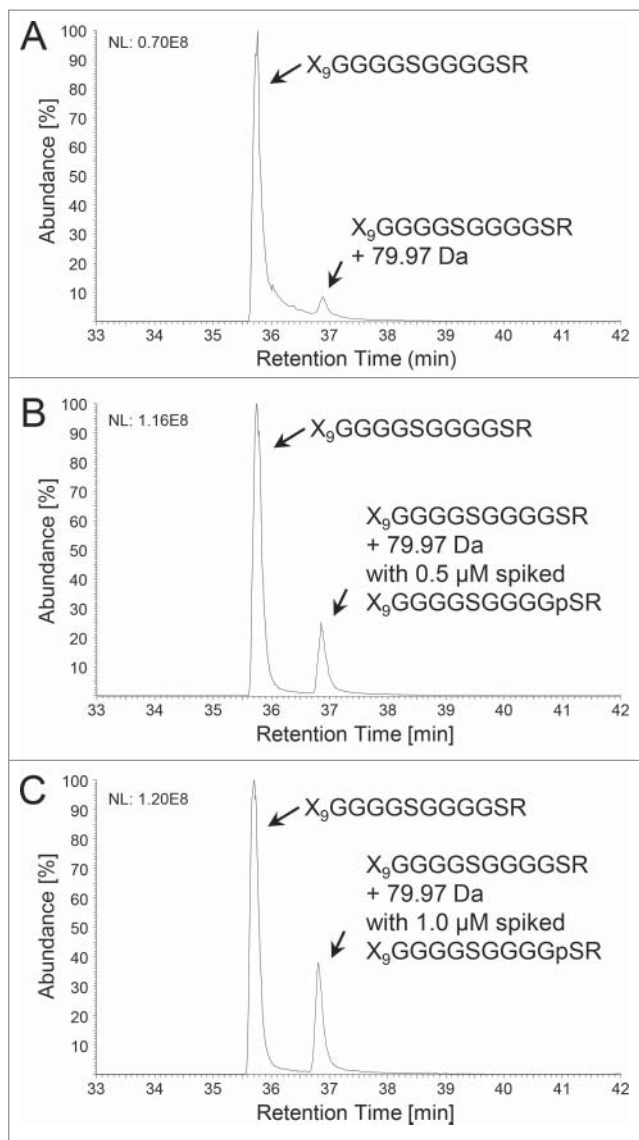 A
NL: 0.70E8
X₉GGGGSGGGGSR
X₉GGGGSGGGGSR
+ 79.97 Da
Abundance [%]
100
90
80
70
60
50
40
30
20
10
33 34 35 36 37 38 39 40 41 42
Retention Time (min)
B
NL: 1.16E8
X₉GGGGSGGGGSR
X₉GGGGSGGGGSR
+ 79.97 Da
with 0.5 µM spiked
X₉GGGGSGGGGpSR
Abundance [%]
100
90
80
70
60
50
40
30
20
10
33 34 35 36 37 38 39 40 41 42
Retention Time [min]
C
NL: 1.20E8
X₉GGGGSGGGGSR
X₉GGGGSGGGGSR
+ 79.97 Da
with 1.0 µM spiked
X₉GGGGSGGGGpSR
Abundance [%]
100
90
80
70
60
50
40
30
20
10
33 34 35 36 37 38 39 40 41 42
Retention Time [min]